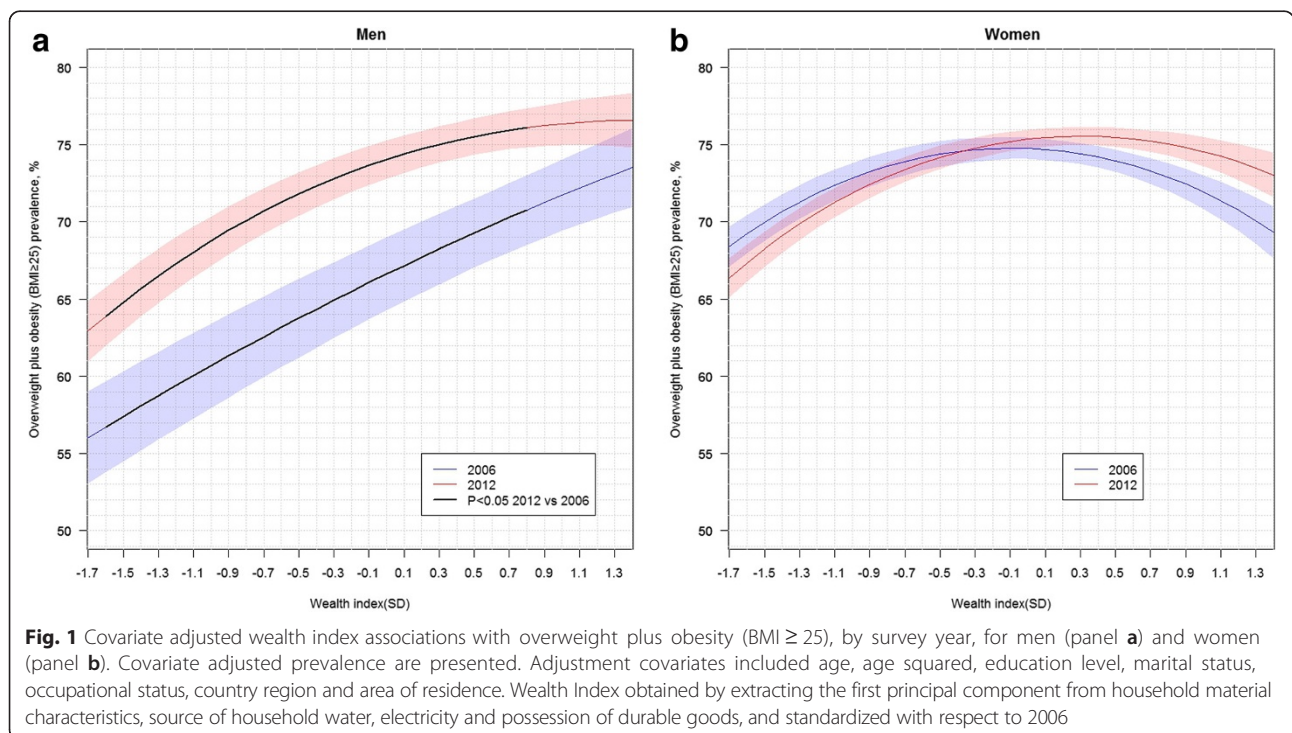 a
Men
Overweight plus obesity (BMI≥25) prevalence, %
80
75
70
65
60
55
50
2006
2012
P<0.05 2012 vs 2006
-1.7 -1.5 -1.3 -1.1 -0.9 -0.7 -0.5 -0.3 -0.1 0.1 0.3 0.5 0.7 0.9 1.1 1.3
Wealth index(SD)
b
Women
Overweight plus obesity (BMI≥25) prevalence, %
80
75
70
65
60
55
50
2006
2012
-1.7 -1.5 -1.3 -1.1 -0.9 -0.7 -0.5 -0.3 -0.1 0.1 0.3 0.5 0.7 0.9 1.1 1.3
Wealth index(SD)
Fig. 1 Covariate adjusted wealth index associations with overweight plus obesity (BMI ≥ 25), by survey year, for men (panel a) and women
(panel b). Covariate adjusted prevalence are presented. Adjustment covariates included age, age squared, education level, marital status,
occupational status, country region and area of residence. Wealth Index obtained by extracting the first principal component from household material
characteristics, source of household water, electricity and possession of durable goods, and standardized with respect to 2006